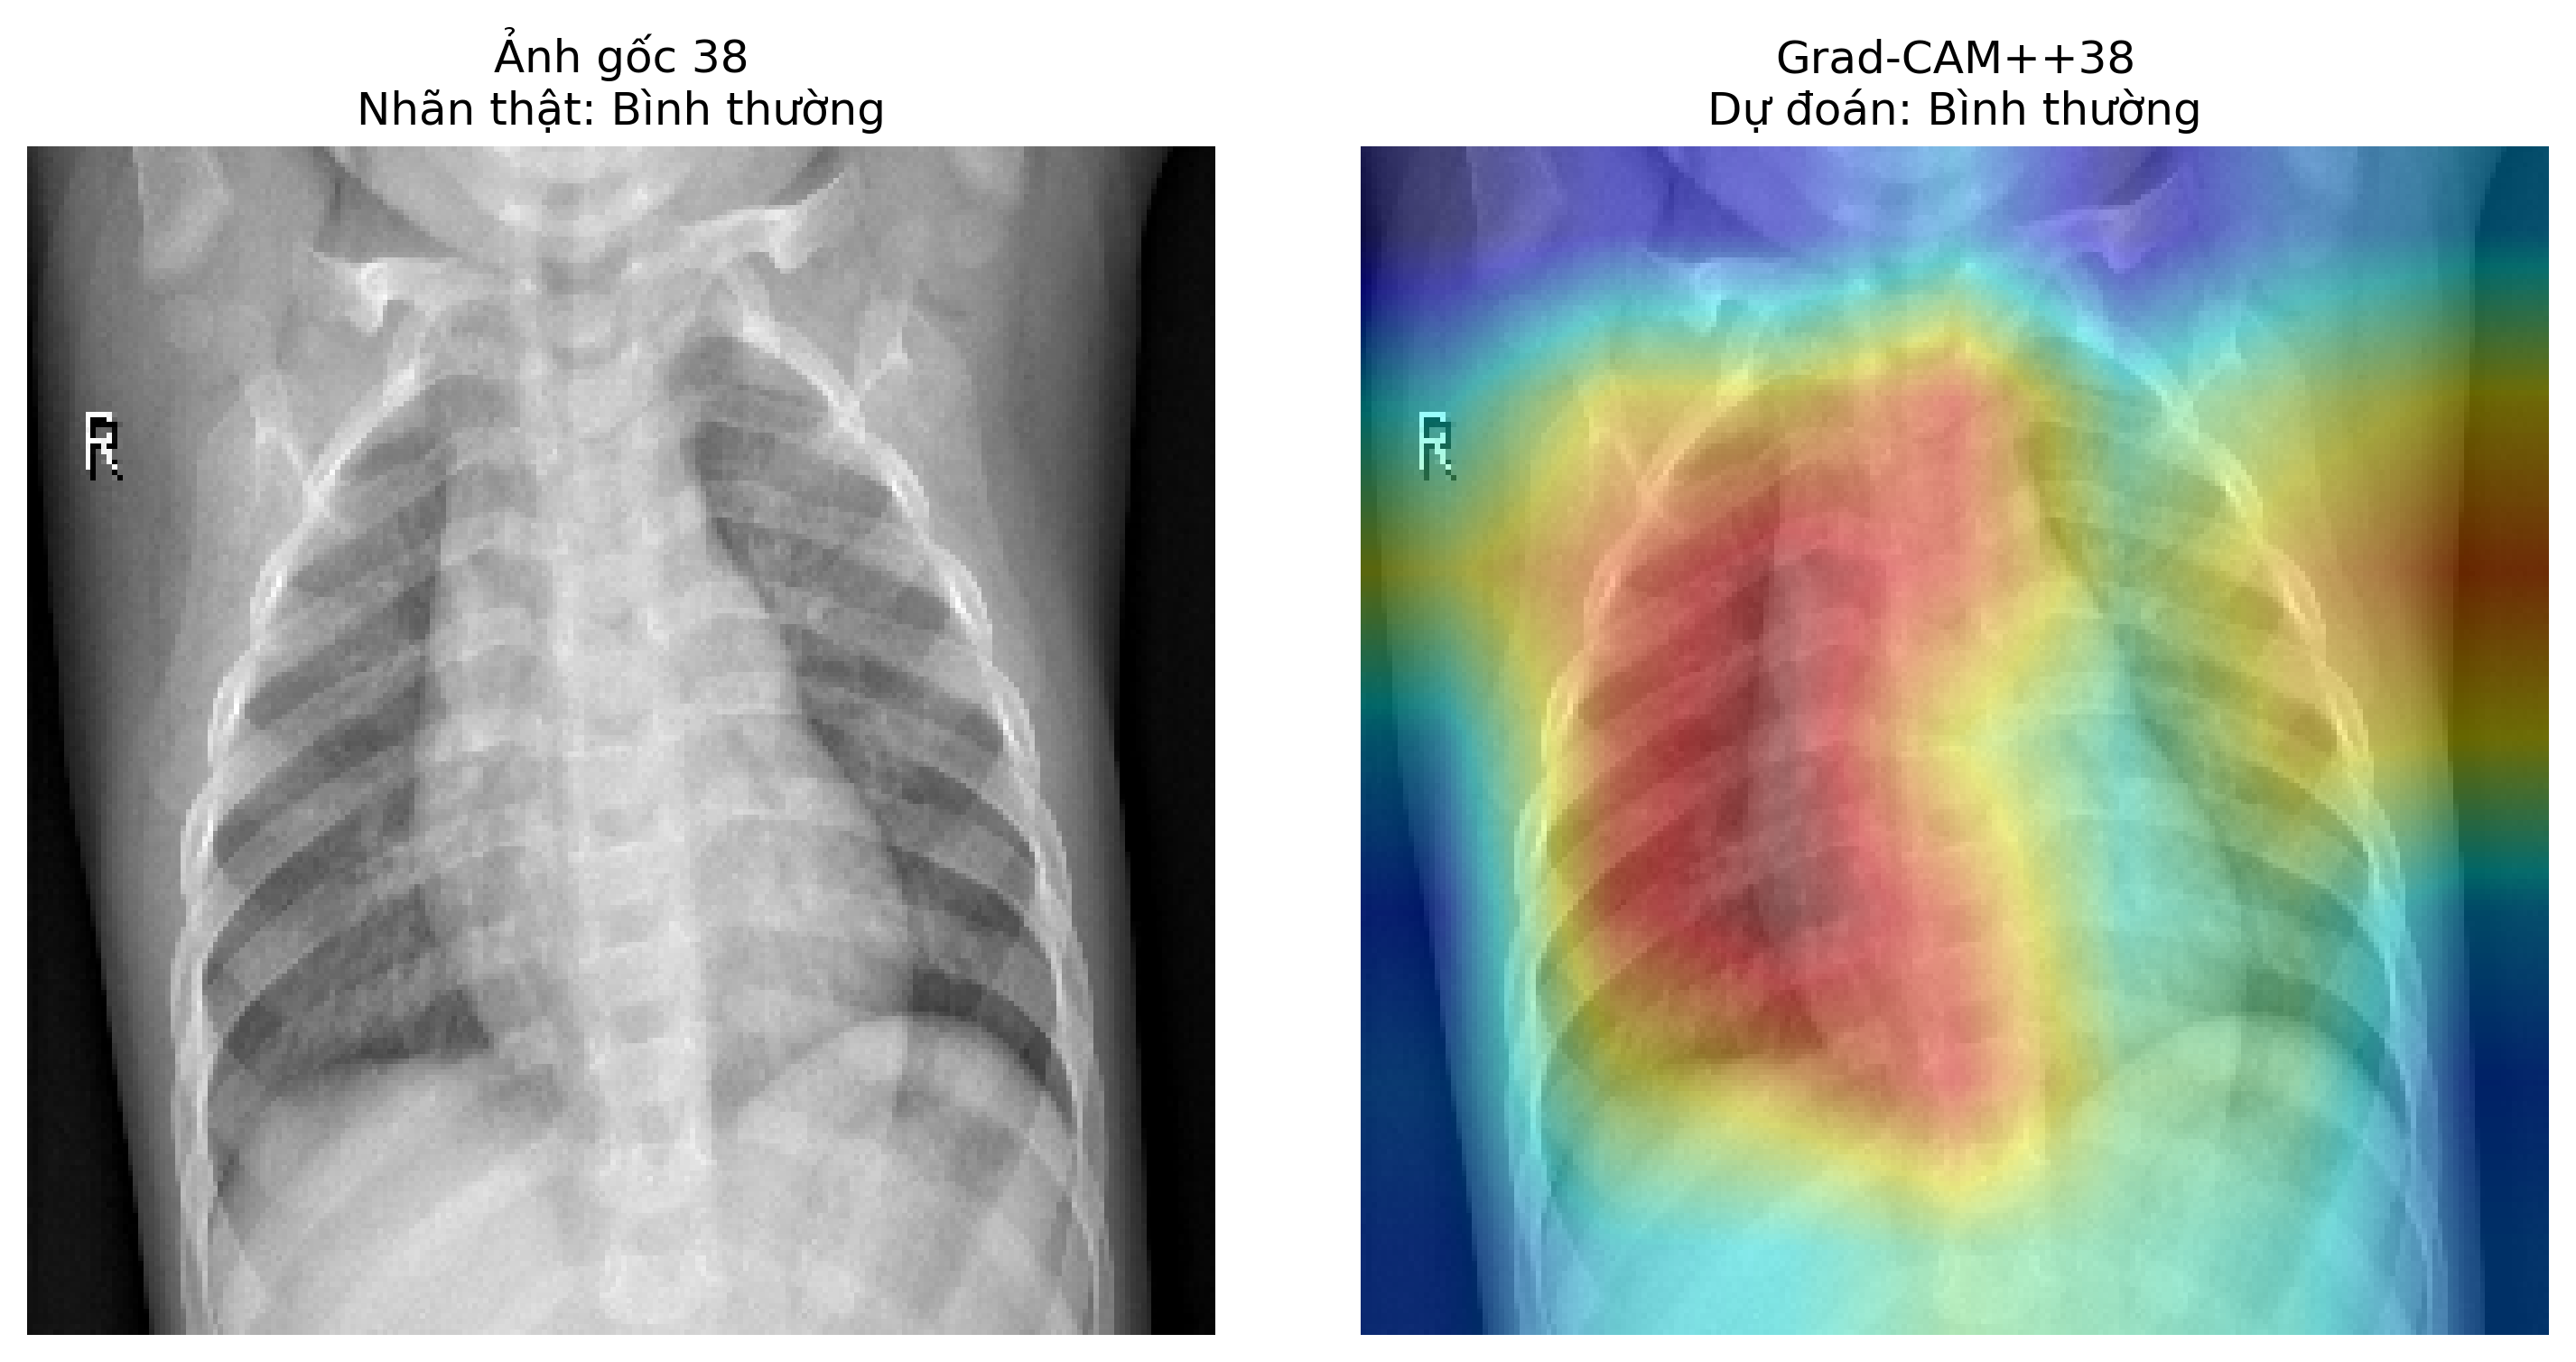 Ảnh gốc 38
Nhãn thật: Bình thường
Grad-CAM++38
Dự đoán: Bình thường
R
R